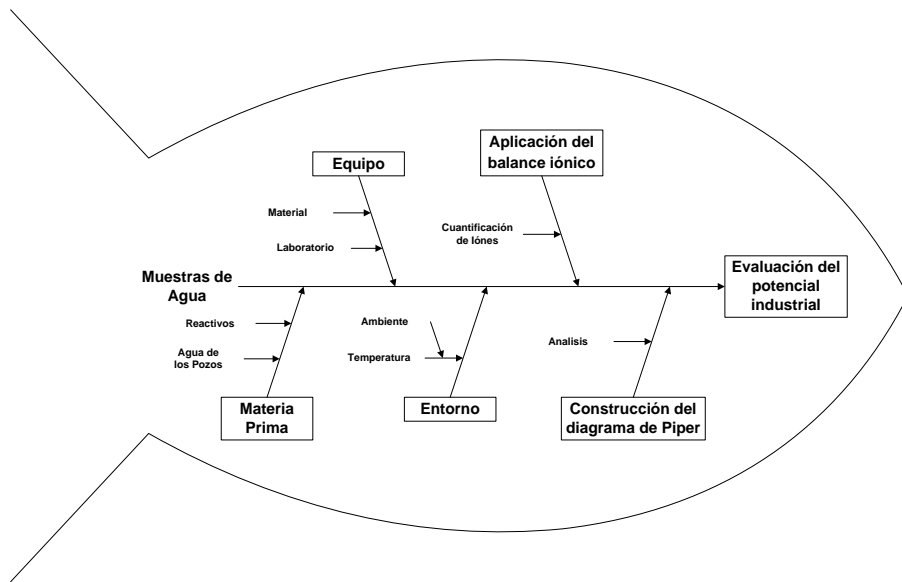 Equipo
Aplicación del
balance iónico
Material
Laboratorio
Cuantificación
de Iónes
Muestras de
Agua
Evaluación del
potencial
industrial
Reactivos
Agua de
los Pozos
Ambiente
Temperatura
Analisis
Materia
Prima
Entorno
Construcción del
diagrama de Piper